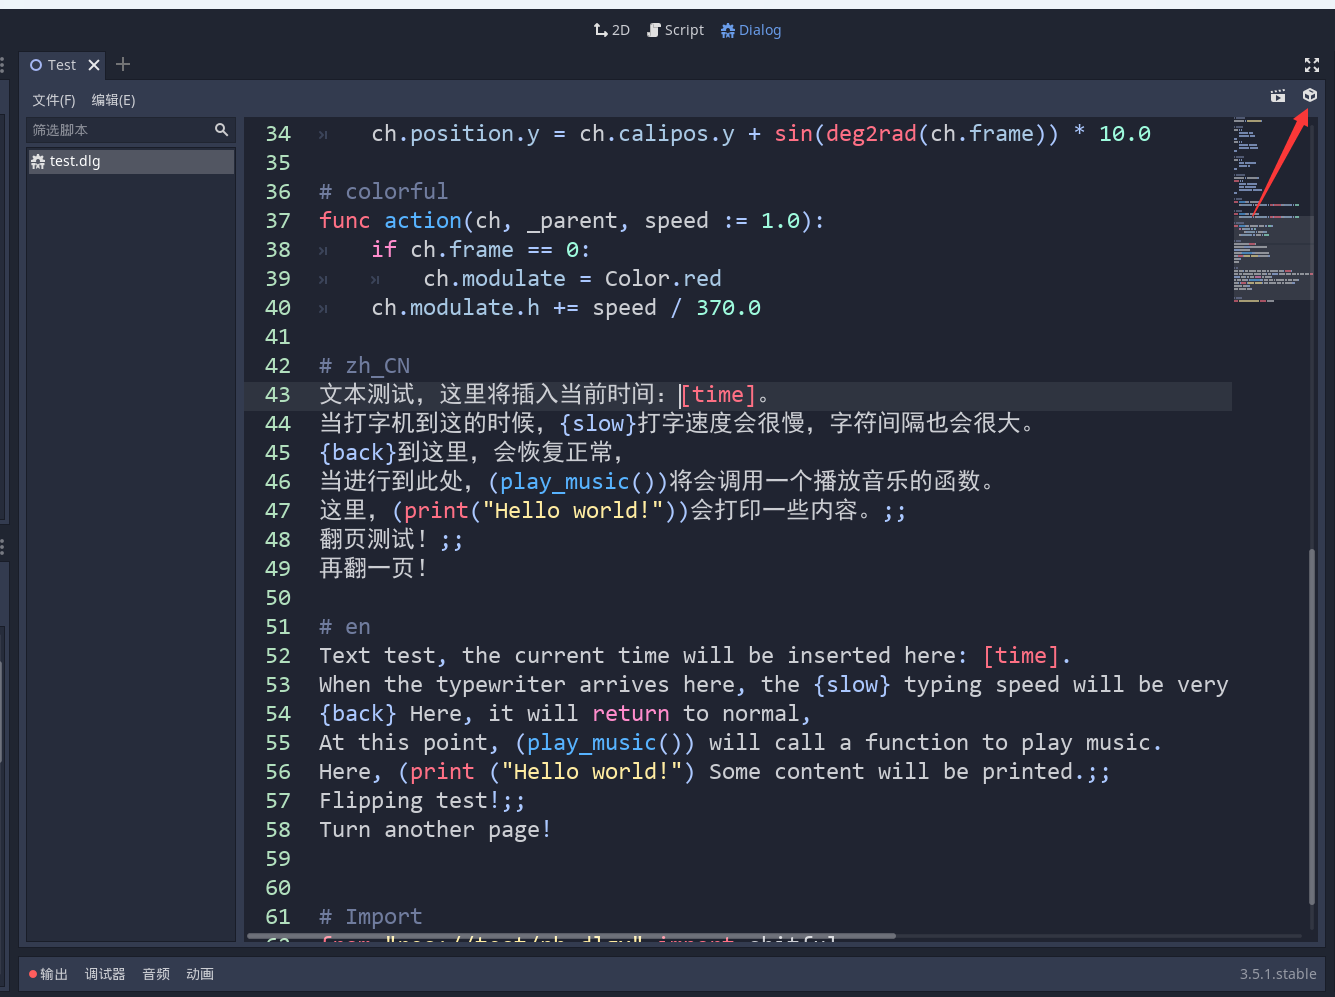 2D Script Dialog
Test
文件(F) 编辑(E)
筛选脚本
test.dlg
34 ch.position.y = ch.calipos.y + sin(deg2rad(ch.frame)) * 10.0
35
36 # colorful
37 func action(ch, _parent, speed := 1.0):
38 if ch.frame == 0:
39 ch.modulate = Color.red
40 ch.modulate.h += speed / 370.0
41
42 # zh_CN
43 文本测试，这里将插入当前时间：[time]。
44 当打字机到这的时候，{slow}打字速度会很慢，字符间隔也会很大。
45 {back}到这里，会恢复正常，
46 当进行到此处，(play_music())将会调用一个播放音乐的函数。
47 这里，(print("Hello world!"))会打印一些内容。;;
48 翻页测试！;;
49 再翻一页！
50
51 # en
52 Text test, the current time will be inserted here: [time].
53 When the typewriter arrives here, the {slow} typing speed will be very
54 {back} Here, it will return to normal,
55 At this point, (play_music()) will call a function to play music.
56 Here, (print ("Hello world!") Some content will be printed.;;
57 Flipping test!;;
58 Turn another page!
59
60
61 # Import
输出 调试器 音频 动画 3.5.1.stable